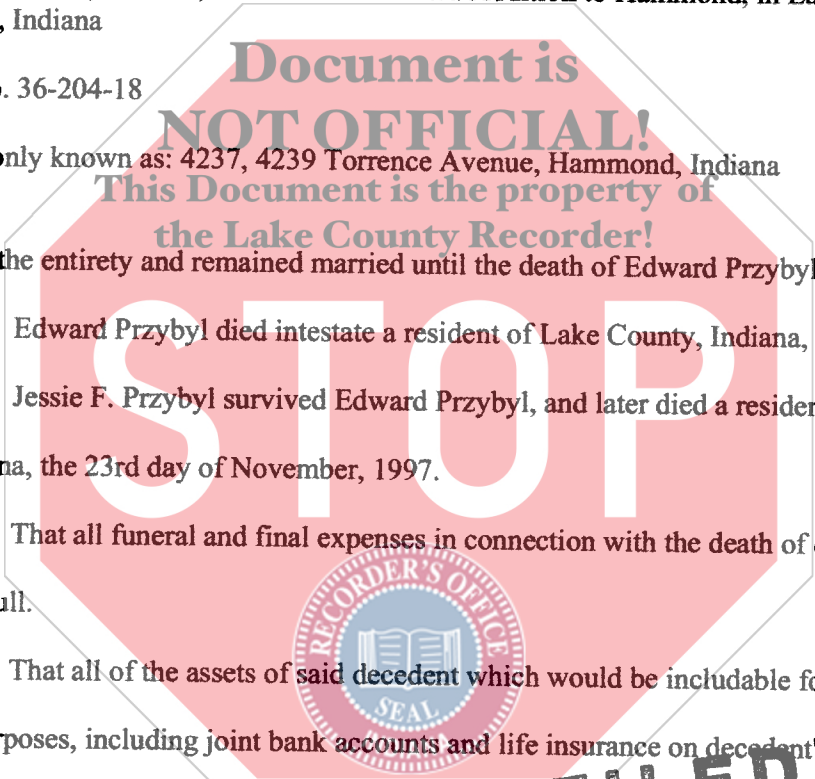 , Indiana
Document is
. 36-204-18
NOT OFFICIAL!
only known as: 4237, 4239 Torrence Avenue, Hammond, Indiana
This Document is the property of
the Lake County Recorder!
the entirety and remained married until the death of Edward Przybyl
STOP
Edward Przybyl died intestate a resident of Lake County, Indiana,
Jessie F. Przybyl survived Edward Przybyl, and later died a resider
na, the 23rd day of November, 1997.
That all funeral and final expenses in connection with the death of
ull.
RECORDER'S OFFICE
SEAL
That all of the assets of said decedent which would be includable fo
rposes, including joint bank accounts and life insurance on decedent'
FILED